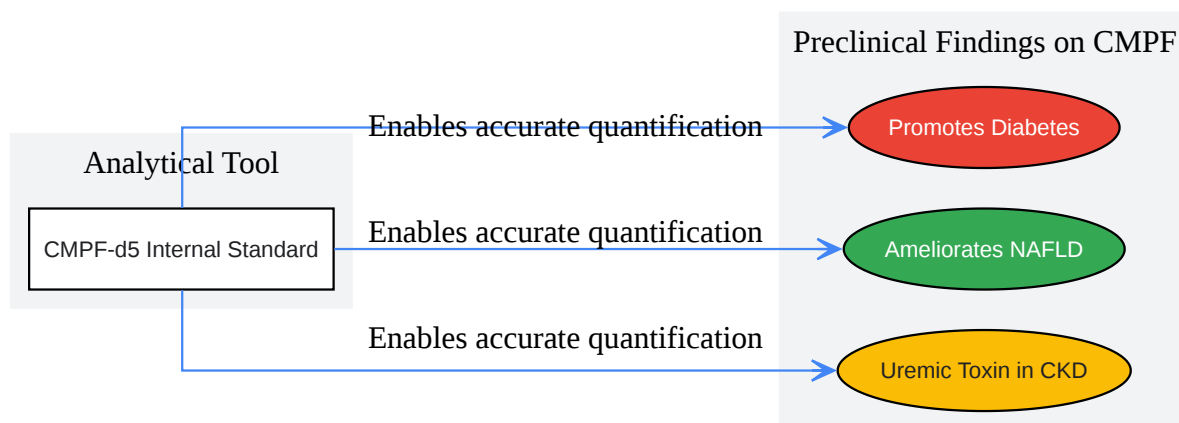 Preclinical Findings on CMPF
Enables accurate quantification
Promotes Diabetes
Analytical Tool
CMPF-d5 Internal Standard
Enables accurate quantification
Ameliorates NAFLD
Enables accurate quantification
Uremic Toxin in CKD